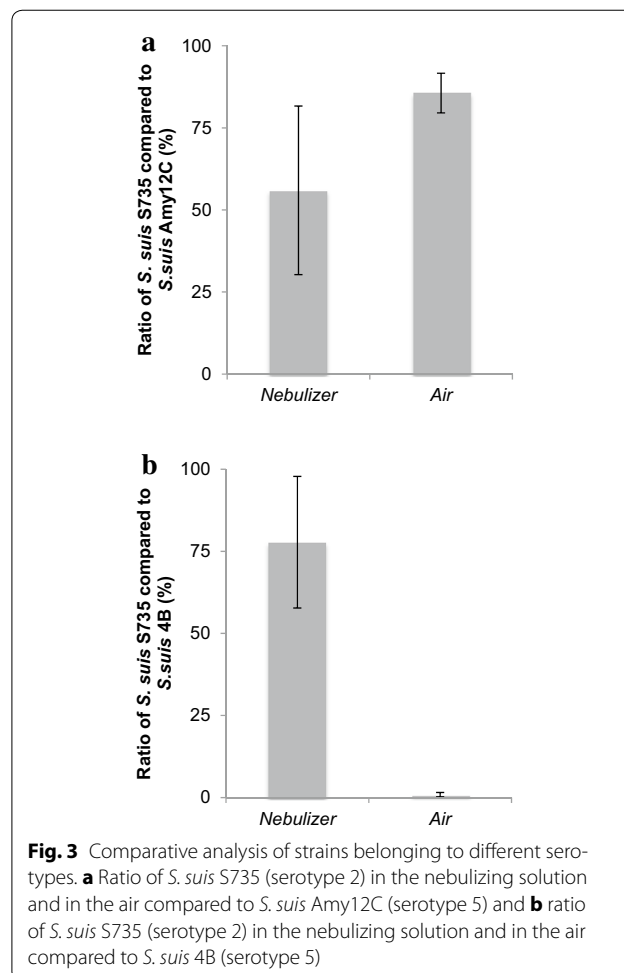 a
100
75
50
25
0
Ratio of S. suis S735 compared to
S.suis Amy12C (%)
Nebulizer Air
b
100
75
50
25
0
Ratio of S. suis S735 compared to
S.suis 4B (%)
Nebulizer Air
Fig. 3 Comparative analysis of strains belonging to different sero-
types. a Ratio of S. suis S735 (serotype 2) in the nebulizing solution
and in the air compared to S. suis Amy12C (serotype 5) and b ratio
of S. suis S735 (serotype 2) in the nebulizing solution and in the air
compared to S. suis 4B (serotype 5)